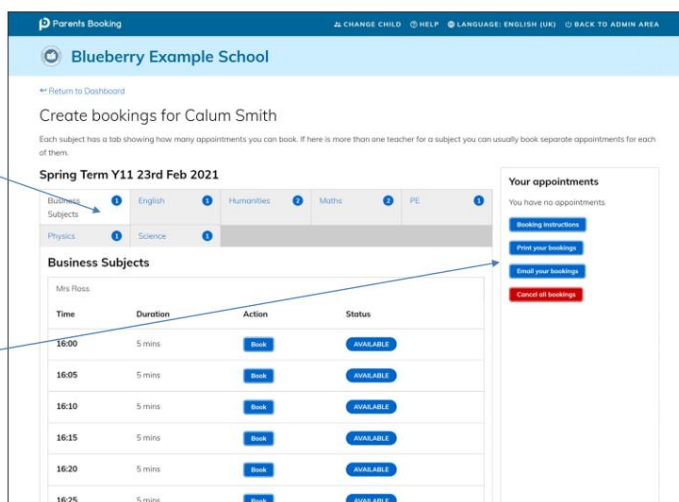 Parents Booking
CHANGE CHILD HELP LANGUAGE: ENGLISH (UK) BACK TO ADMIN AREA
Blueberry Example School
Return to Dashboard
Create bookings for Calum Smith
Each subject has a tab showing how many appointments you can book. If here is more than one teacher for a subject you can usually book separate appointments for each
of them.
Spring Term Y11 23rd Feb 2021
Business Subjects 1 English 1 Humanities 2 Maths 2 PE 1
Physics 1 Science 1
Business Subjects
Mrs Ross
Time Duration Action Status
16:00 5 mins Book AVAILABLE
16:05 5 mins Book AVAILABLE
16:10 5 mins Book AVAILABLE
16:15 5 mins Book AVAILABLE
16:20 5 mins Book AVAILABLE
16:25 5 mins Book AVAILABLE
Your appointments
You have no appointments
Booking instructions
Print your bookings
Email your bookings
Cancel all bookings